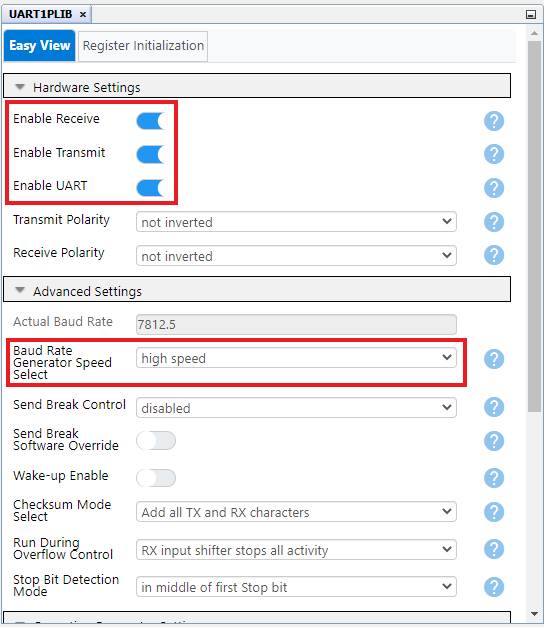 UART1PLIB ×
Easy View
Register Initialization
Hardware Settings
Enable Receive
?
Enable Transmit
?
Enable UART
?
Transmit Polarity
not inverted
?
Receive Polarity
not inverted
?
Advanced Settings
Actual Baud Rate
7812.5
Baud Rate
Generator Speed
Select
high speed
?
Send Break Control
disabled
?
Send Break
Software Override
?
Wake-up Enable
?
Checksum Mode
Select
Add all TX and RX characters
?
Run During
Overflow Control
RX input shifter stops all activity
?
Stop Bit Detection
Mode
in middle of first Stop bit
?